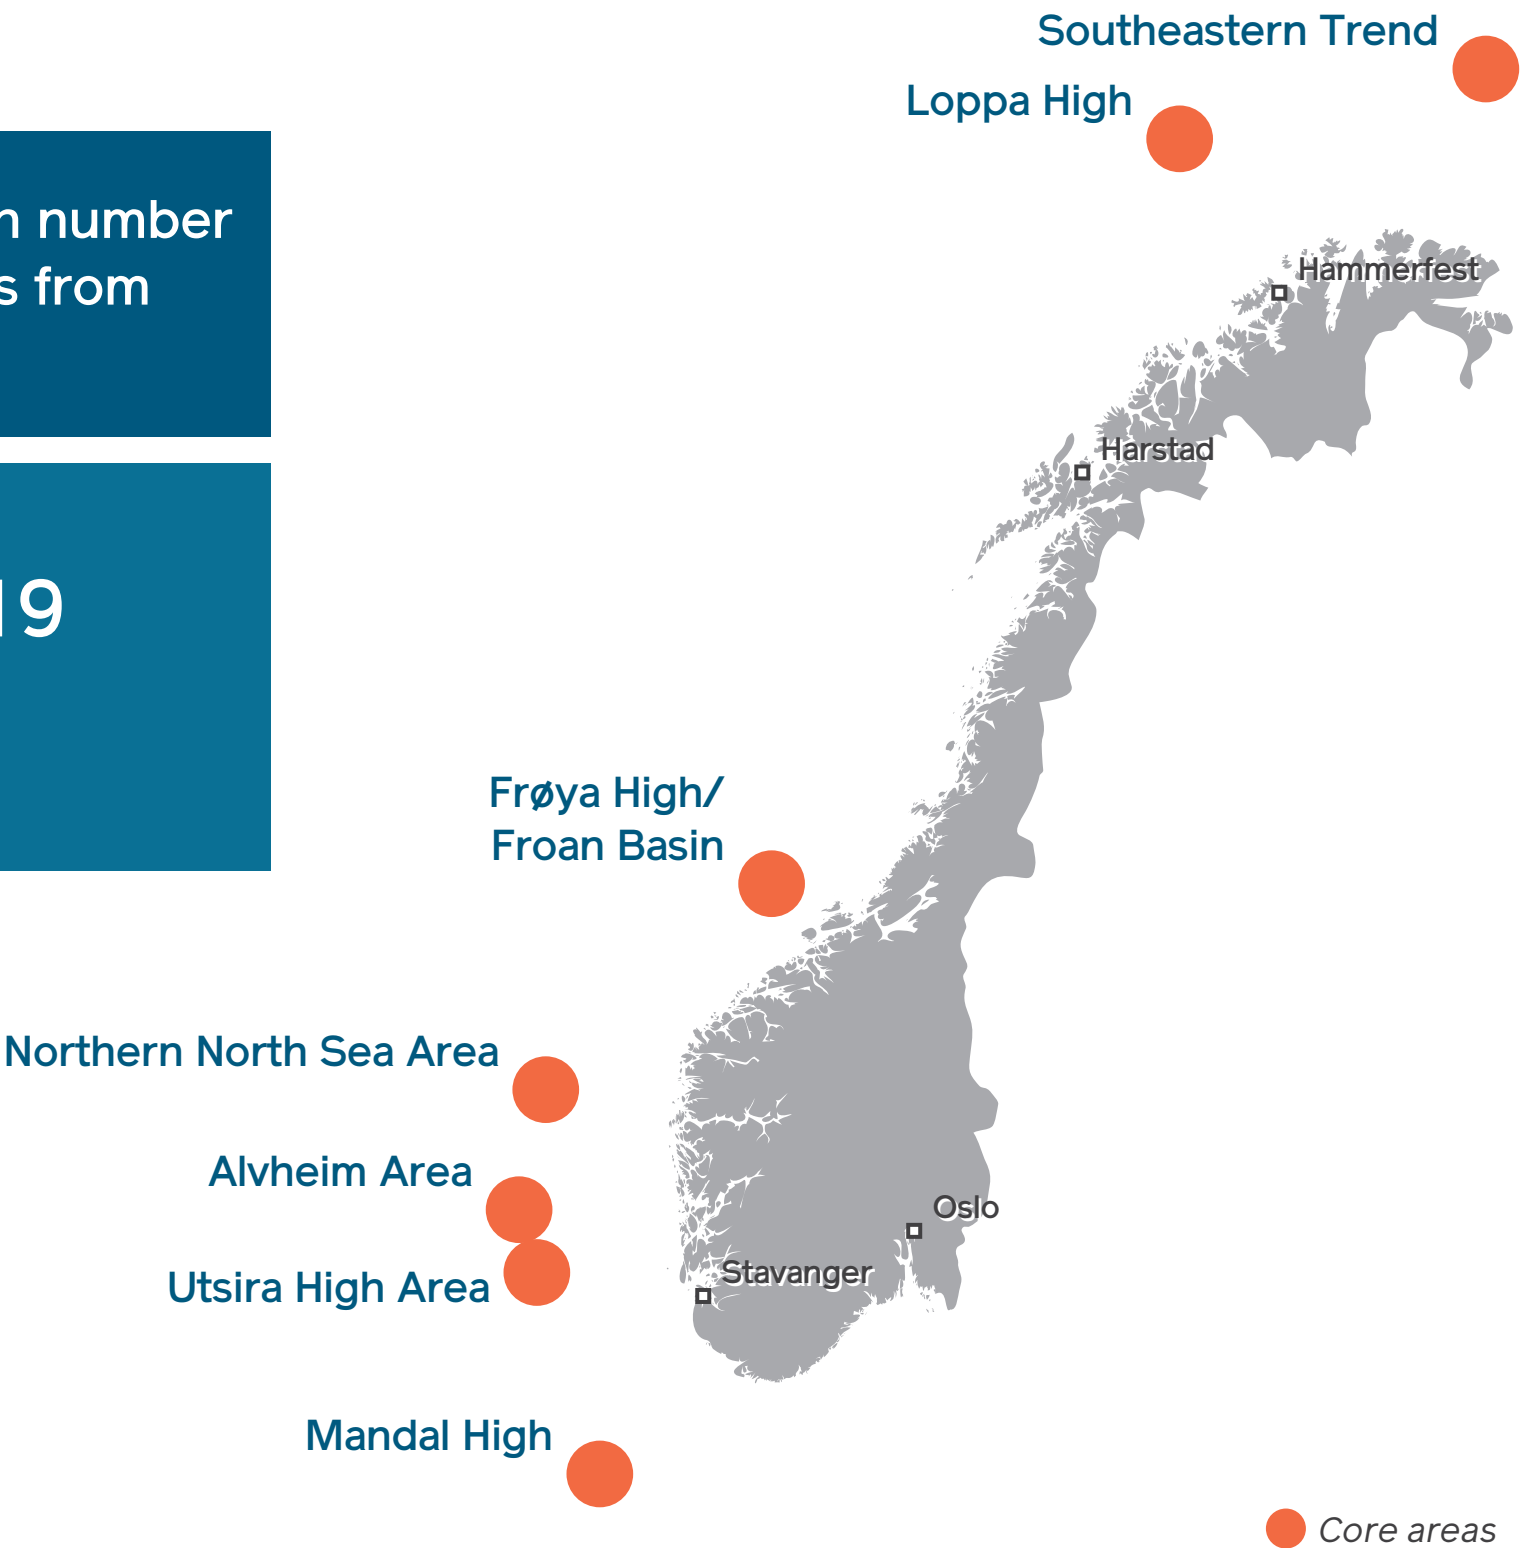 Southeastern Trend
Loppa High
number
s from
Hammerfest
Harstad
19
Frøya High/
Froan Basin
Northern North Sea Area
Alvheim Area
Oslo
Utsira High Area
Stavanger
Mandal High
Core areas